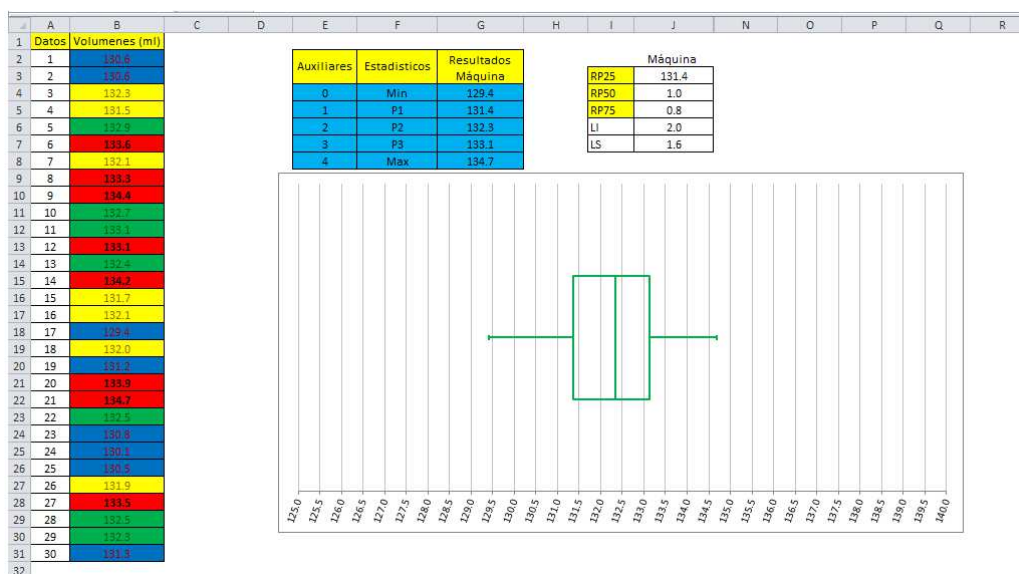 A B C D E F G H I J N O P Q R
1 Datos Volumenes (ml)
2 1 130.6 Auxiliares Estadisticos Resultados Máquina Máquina
3 2 130.6 RP25 131.4
4 3 132.3 0 Min 129.4 RP50 1.0
5 4 131.5 1 P1 131.4 RP75 0.8
6 5 132.9 2 P2 132.3 LI 2.0
7 6 133.6 3 P3 133.1 LS 1.6
8 7 132.1 4 Max 134.7
9 8 133.3
10 9 134.4
11 10 132.7
12 11 133.1
13 12 133.1
14 13 132.4
15 14 134.2
16 15 131.7
17 16 132.1
18 17 129.4
19 18 132.0
20 19 131.2
21 20 133.9
22 21 134.7
23 22 132.5
24 23 130.8
25 24 130.1
26 25 130.5
27 26 131.9
28 27 133.5
29 28 132.5
30 29 132.3
31 30 131.3
32
125.0 125.5 126.0 126.5 127.0 127.5 128.0 128.5 129.0 129.5 130.0 130.5 131.0 131.5 132.0 132.5 133.0 133.5 134.0 134.5 135.0 135.5 136.0 136.5 137.0 137.5 138.0 138.5 139.0 139.5 140.0